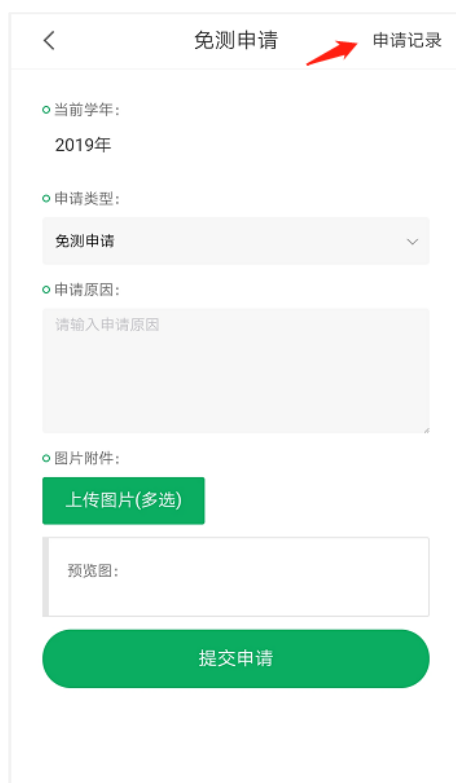 免测申请
申请记录
当前学年：
2019年
申请类型：
免测申请
申请原因：
请输入申请原因
图片附件：
上传图片(多选)
预览图：
提交申请